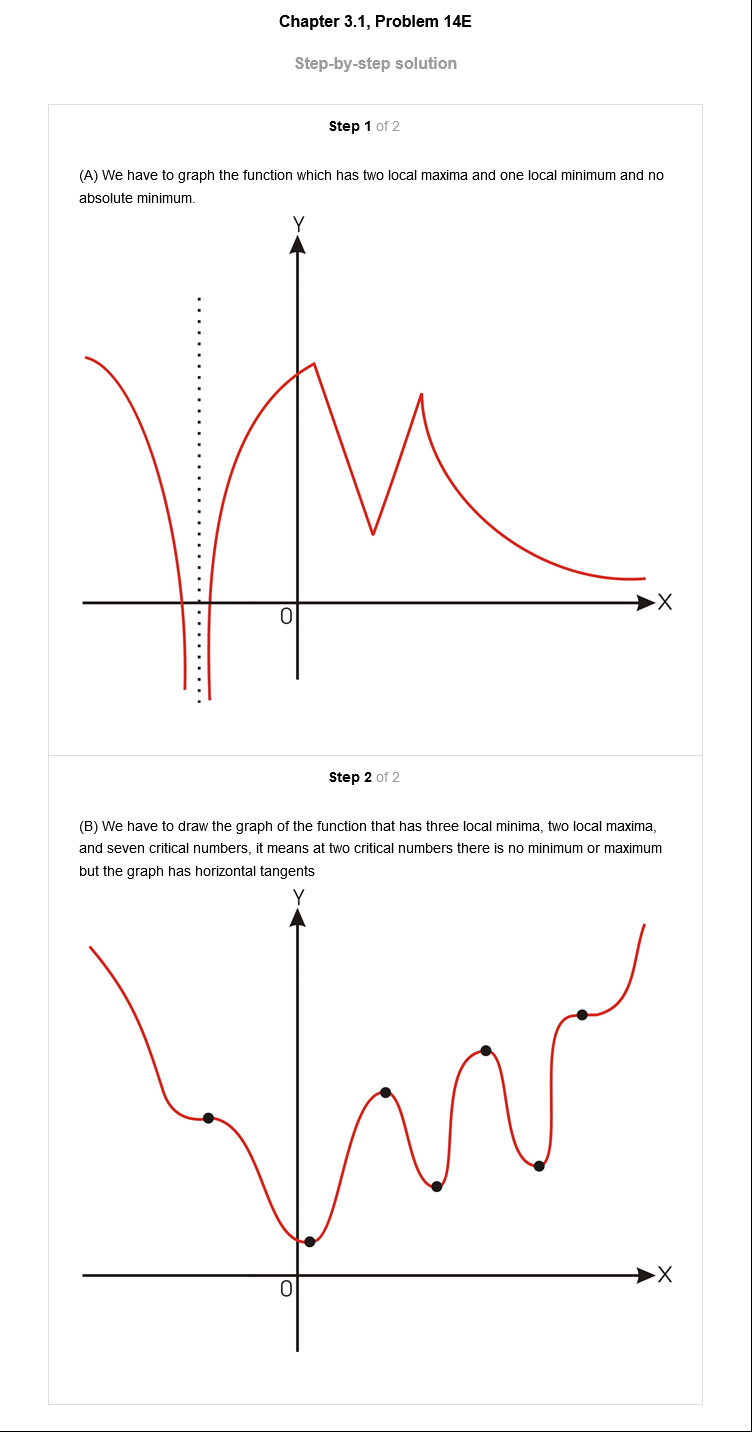 Chapter 3.1, Problem 14E
Step-by-step solution
Step 1 of 2
(A) We have to graph the function which has two local maxima and one local minimum and no
absolute minimum.
Y
X
0
Step 2 of 2
(B) We have to draw the graph of the function that has three local minima, two local maxima,
and seven critical numbers, it means at two critical numbers there is no minimum or maximum
but the graph has horizontal tangents
Y
X
0